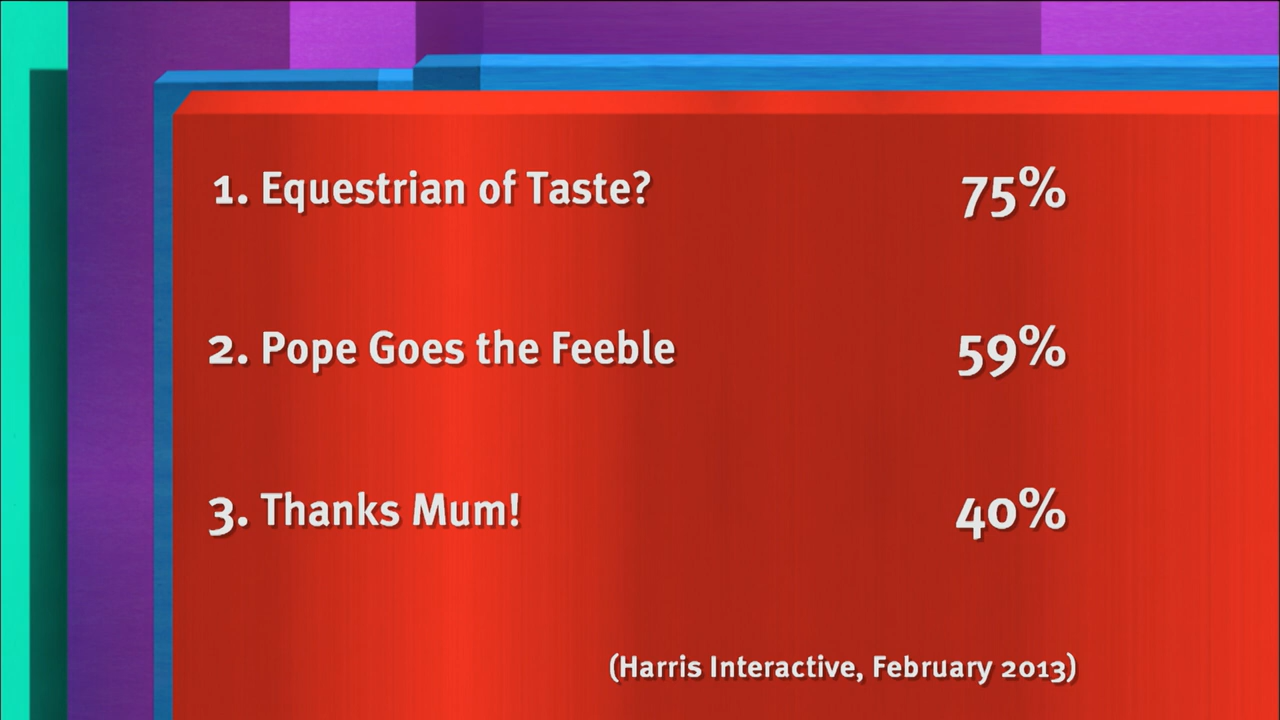 1. Equestrian of Taste? 75%
2. Pope Goes the Feeble 59%
3. Thanks Mum! 40%
(Harris Interactive, February 2013)